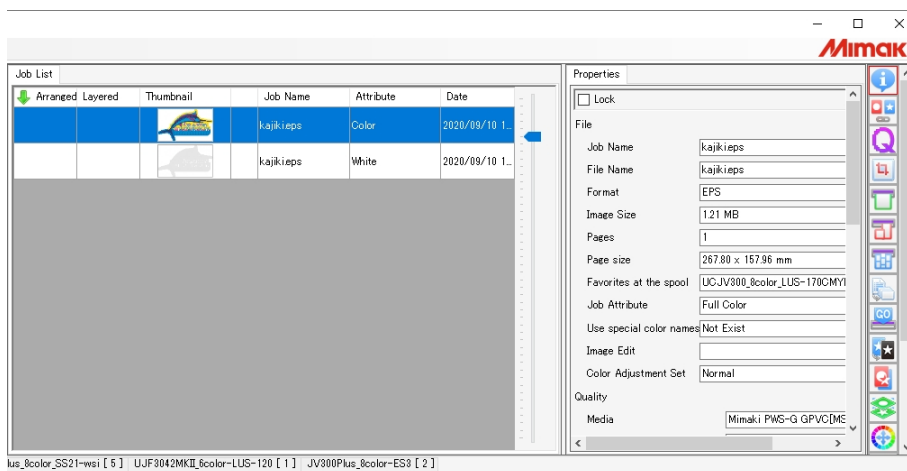 Mimak
Job List
Arranged Layered Thumbnail Job Name Attribute Date
kajiki.eps Color 2020/09/10 1...
kajiki.eps White 2020/09/10 1...
Properties
Lock
File
Job Name kajiki.eps
File Name kajiki.eps
Format EPS
Image Size 1.21 MB
Pages 1
Page size 267.80 x 157.96 mm
Favorites at the spool UCJV300_8color_LUS-170CMYI
Job Attribute Full Color
Use special color names Not Exist
Image Edit
Color Adjustment Set Normal
Quality
Media Mimaki PWS-G GPVC[MS
GO
lus_8color_SS21-wsi [ 5 ] UJF3042MKⅡ_6color-LUS-120 [ 1 ] JV300Plus_8color-ES3 [ 2 ]